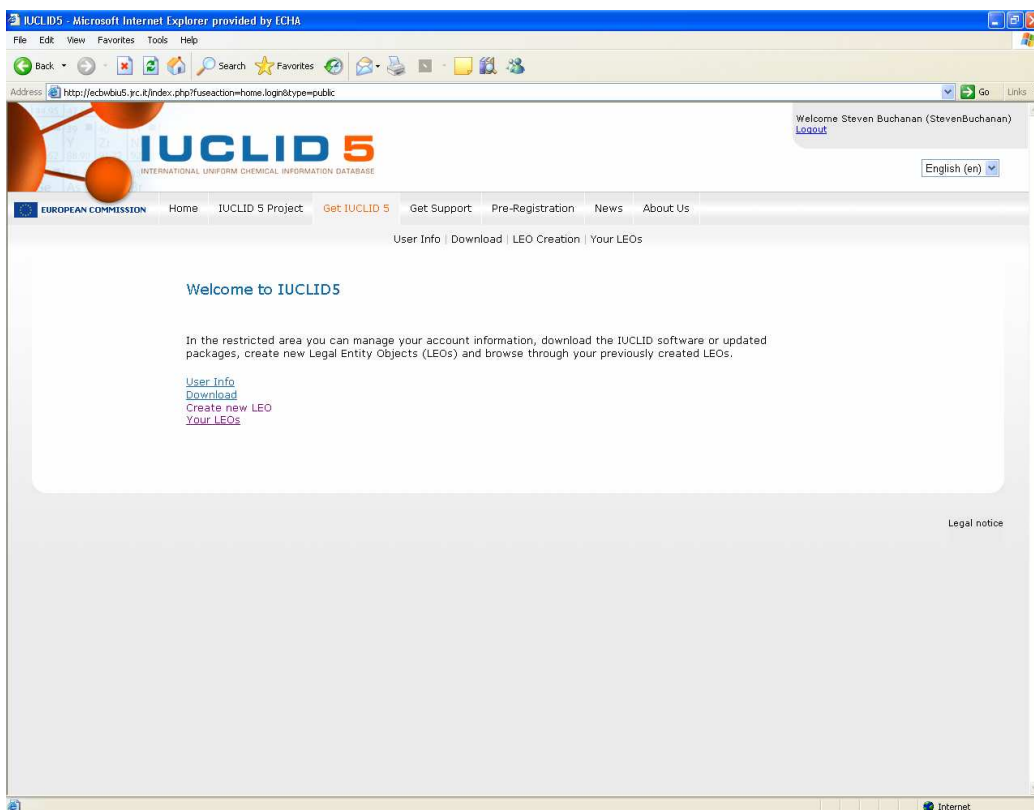 IUCLID5 - Microsoft Internet Explorer provided by ECHA
File Edit View Favorites Tools Help
Back Search Favorites
Address http://ecbwbiu5.jrc.it/index.php?fuseaction=home.login&type=public Go Links
Welcome Steven Buchanan (StevenBuchanan)
Logout
IUCLID 5
INTERNATIONAL UNIFORM CHEMICAL INFORMATION DATABASE
English (en)
EUROPEAN COMMISSION Home IUCLID 5 Project Get IUCLID 5 Get Support Pre-Registration News About Us
User Info | Download | LEO Creation | Your LEOs
Welcome to IUCLID5
In the restricted area you can manage your account information, download the IUCLID software or updated
packages, create new Legal Entity Objects (LEOs) and browse through your previously created LEOs.
User Info
Download
Create new LEO
Your LEOs
Legal notice
Internet